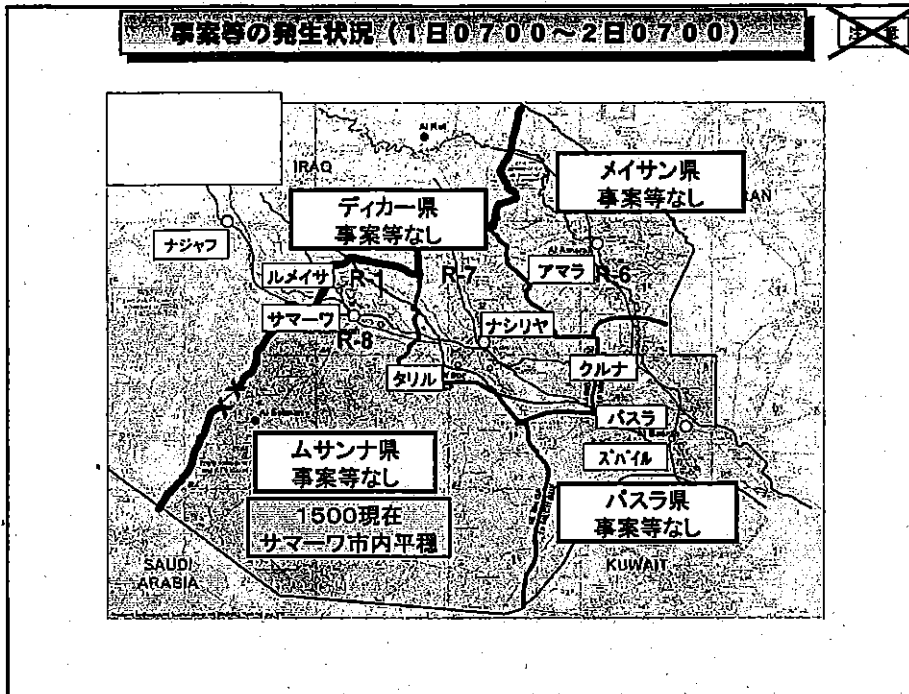 事案等の発生状況（1日0700～2日0700）
注意
Al Kut
IRAQ
メイサン県
事案等なし
RAN
ディカー県
事案等なし
ナジャフ
ルメイサ
R-1
R-7
アマラ
R-6
サマーワ
R-8
ナシリヤ
タリル
クルナ
バスラ
ズバイル
ムサンナ県
事案等なし
バスラ県
事案等なし
1500現在
サマーワ市内平穏
SAUDI
ARABIA
KUWAIT